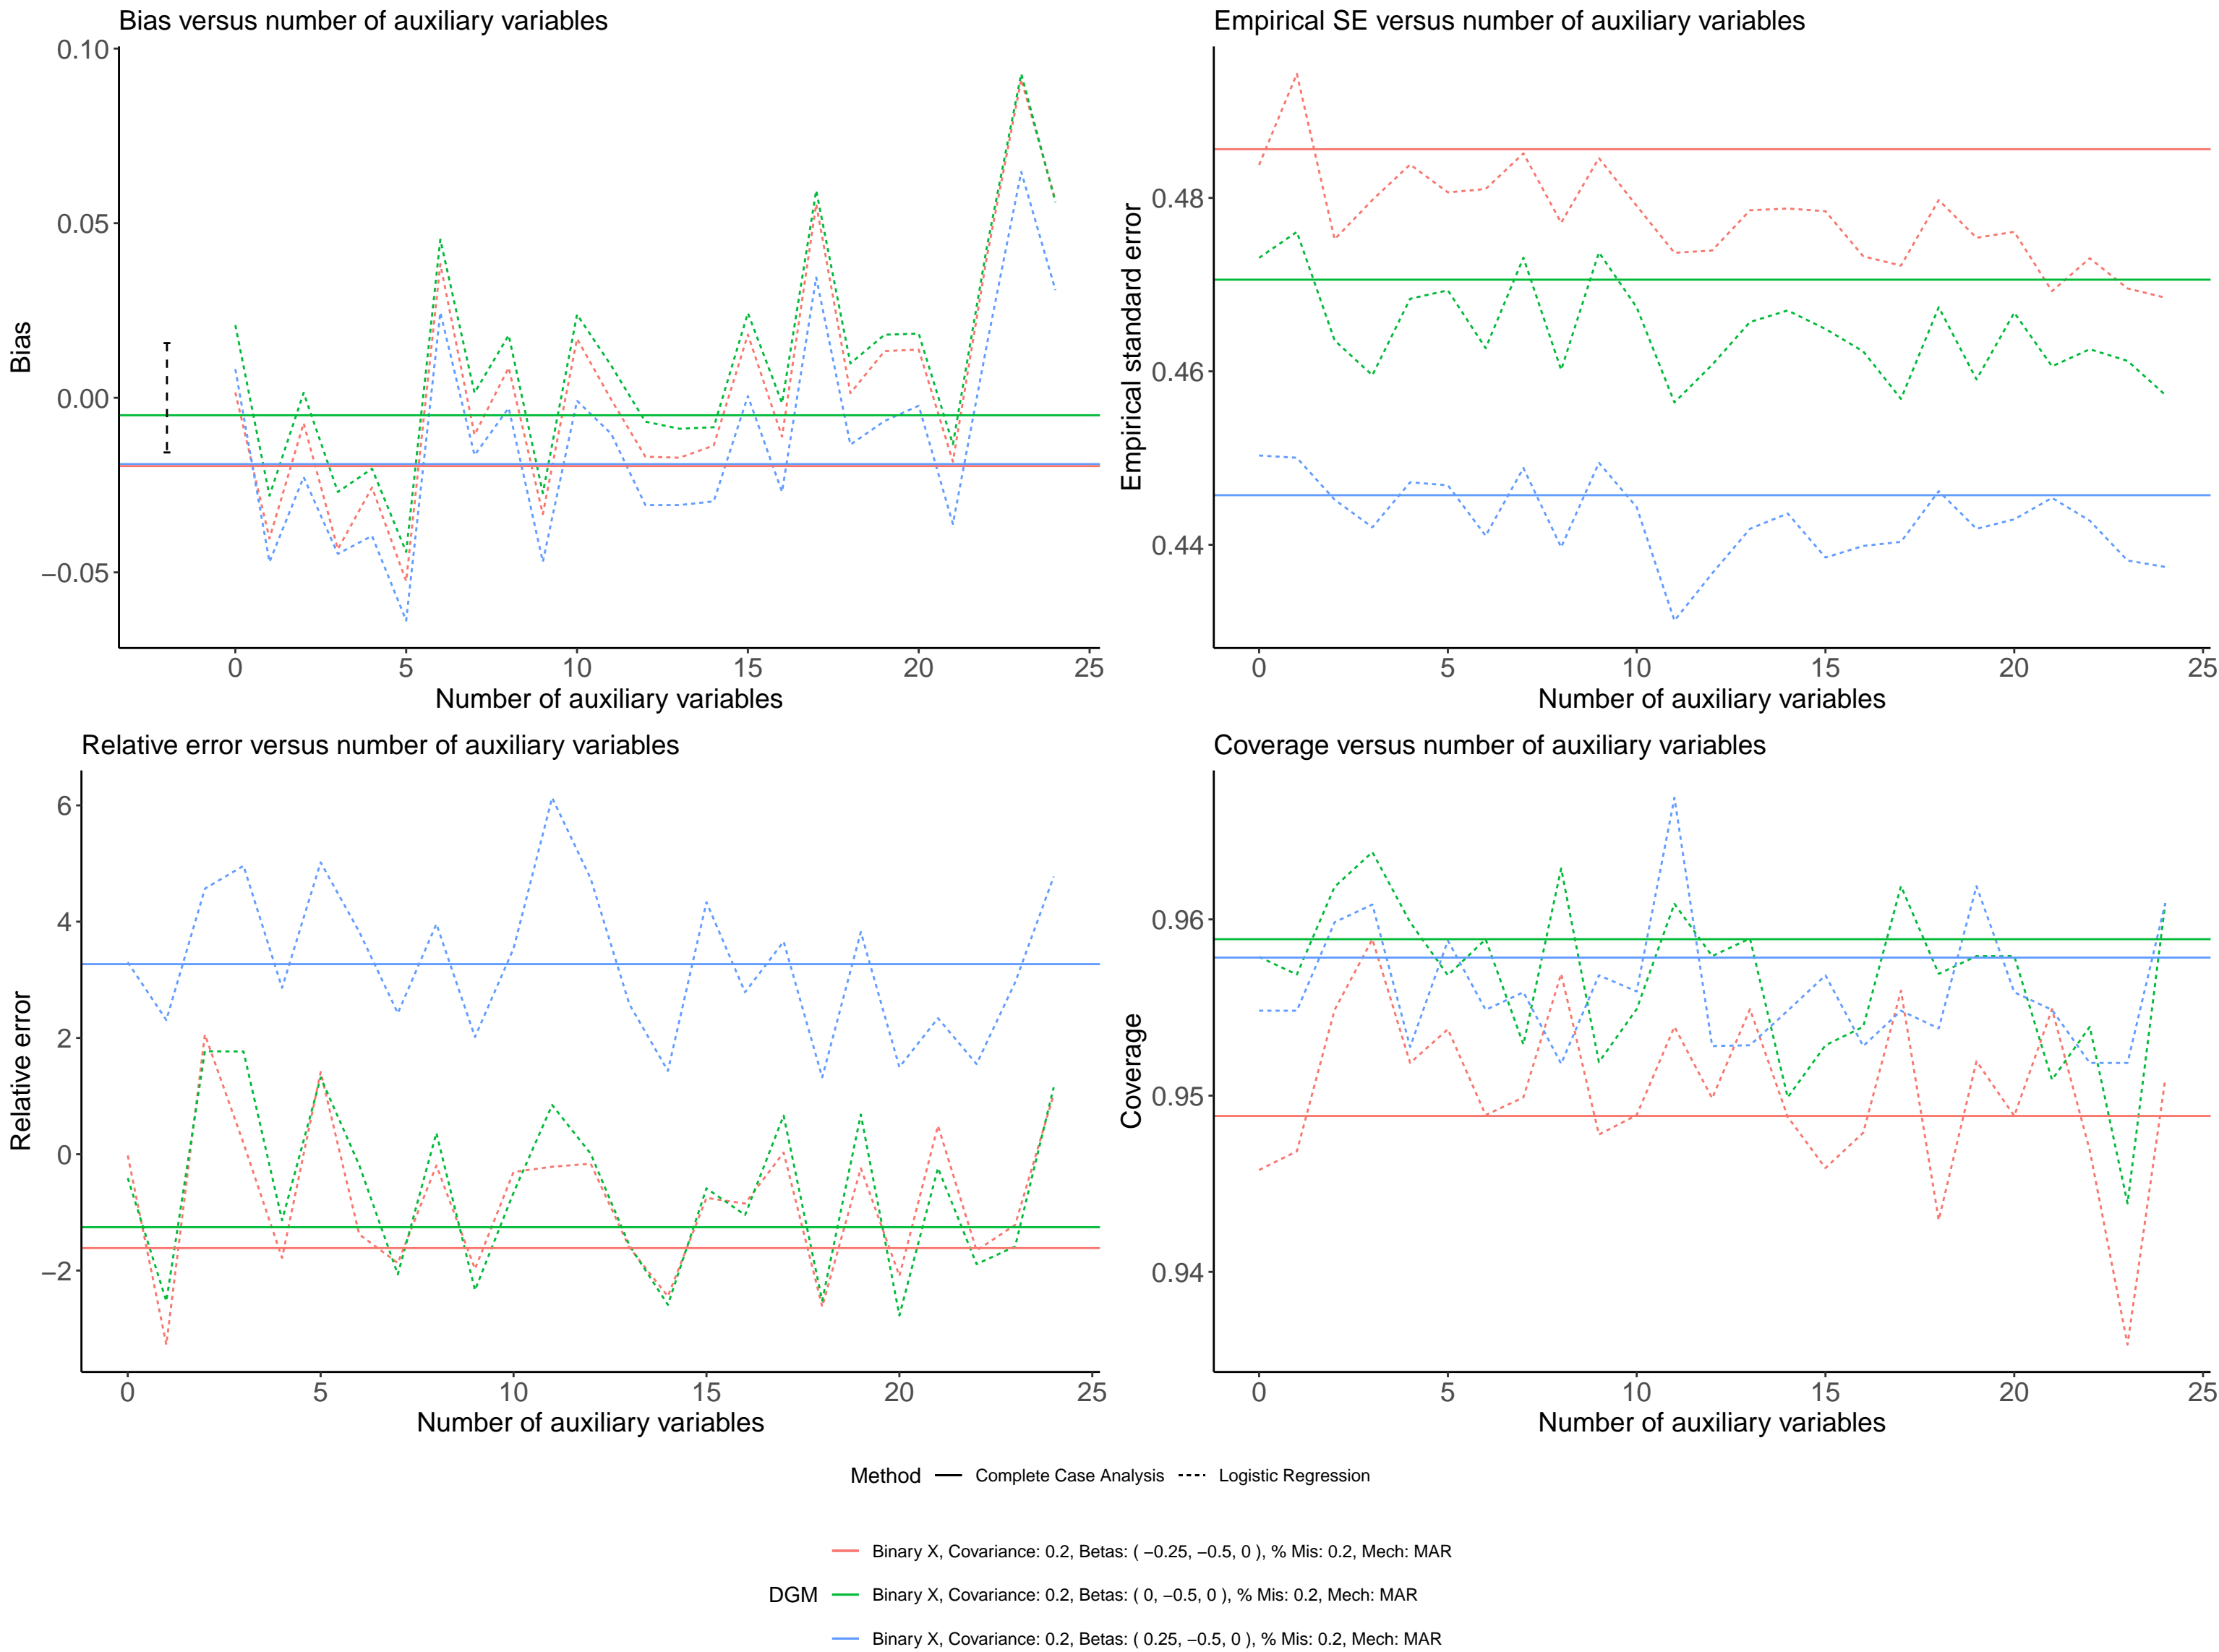 Bias versus number of auxiliary variables
0.10
0.05
0.00
−0.05
Bias
0 5 10 15 20 25
Number of auxiliary variables
Empirical SE versus number of auxiliary variables
0.48
0.46
0.44
Empirical standard error
0 5 10 15 20 25
Number of auxiliary variables
Relative error versus number of auxiliary variables
6
4
2
0
−2
Relative error
0 5 10 15 20 25
Number of auxiliary variables
Coverage versus number of auxiliary variables
0.96
0.95
0.94
Coverage
0 5 10 15 20 25
Number of auxiliary variables
Method Complete Case Analysis Logistic Regression
Binary X, Covariance: 0.2, Betas: ( −0.25, −0.5, 0 ), % Mis: 0.2, Mech: MAR
DGM Binary X, Covariance: 0.2, Betas: ( 0, −0.5, 0 ), % Mis: 0.2, Mech: MAR
Binary X, Covariance: 0.2, Betas: ( 0.25, −0.5, 0 ), % Mis: 0.2, Mech: MAR